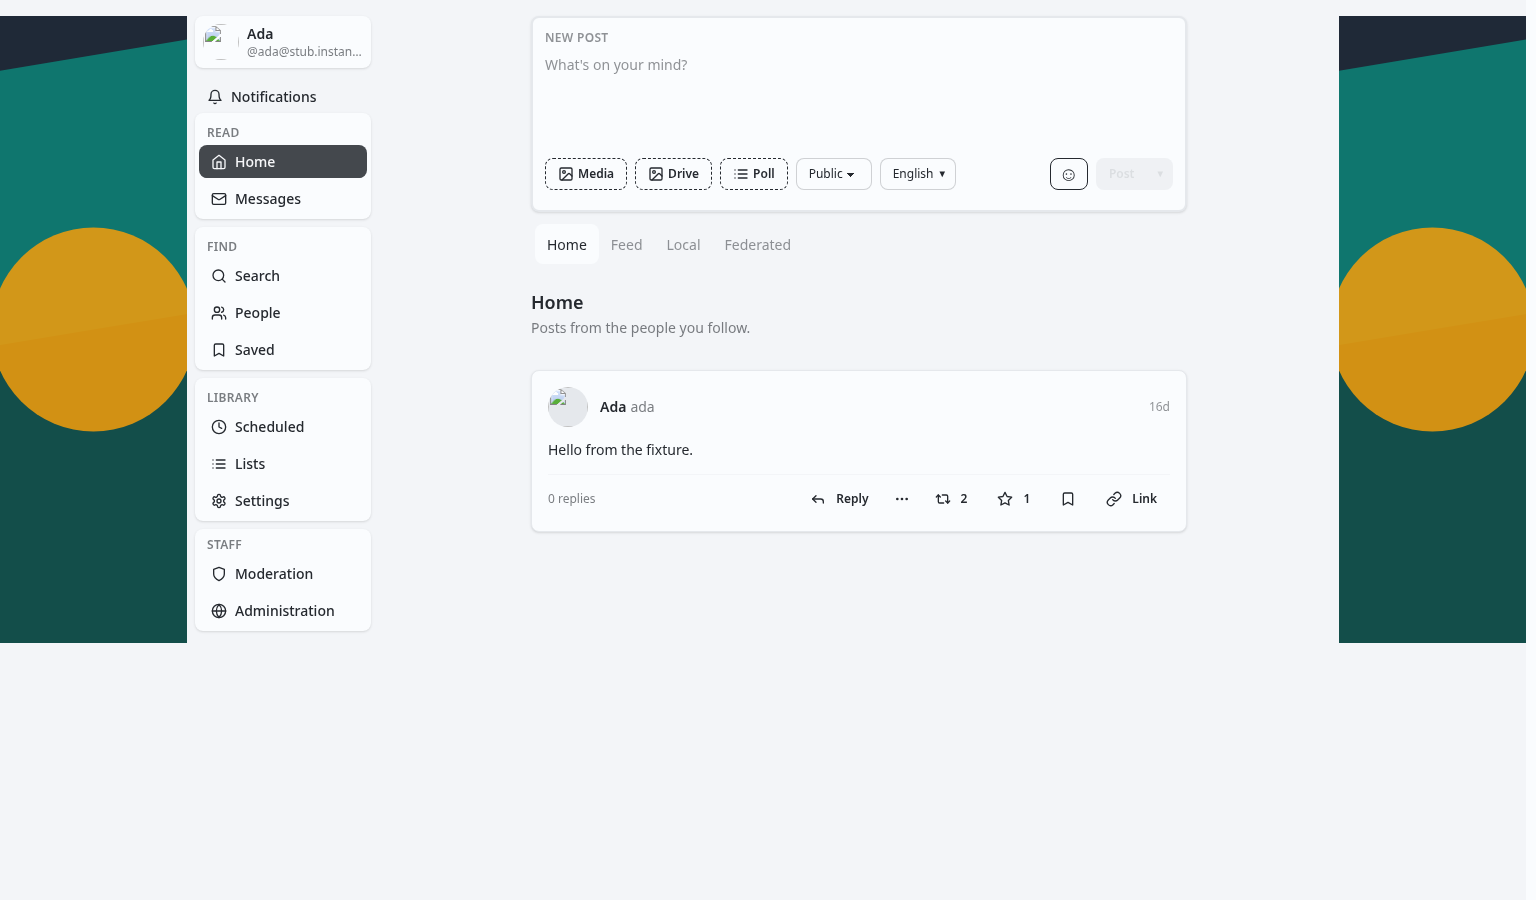 Ada
@ada@stub.instan...
Notifications
READ
Home
Messages
FIND
Search
People
Saved
LIBRARY
Scheduled
Lists
Settings
STAFF
Moderation
Administration
NEW POST
What's on your mind?
Media Drive Poll Public English Post
Home Feed Local Federated
Home
Posts from the people you follow.
Ada ada 16d
Hello from the fixture.
0 replies Reply 2 1 Link